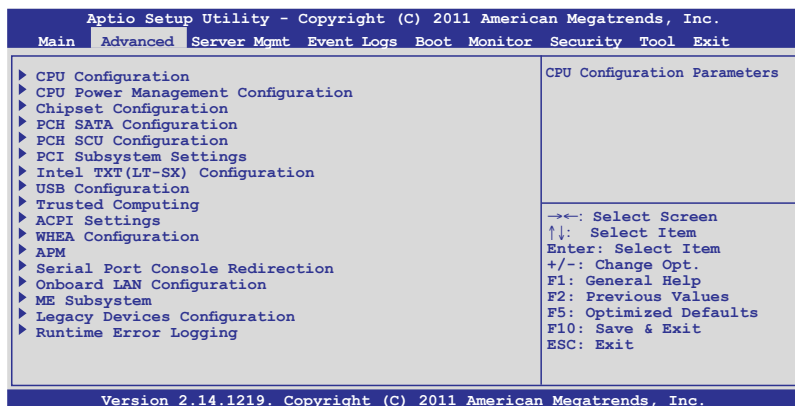 Aptio Setup Utility - Copyright (C) 2011 American Megatrends, Inc.
Main Advanced Server Mgmt Event Logs Boot Monitor Security Tool Exit
CPU Configuration
CPU Power Management Configuration
Chipset Configuration
PCH SATA Configuration
PCH SCU Configuration
PCI Subsystem Settings
Intel TXT(LT-SX) Configuration
USB Configuration
Trusted Computing
ACPI Settings
WHEA Configuration
APM
Serial Port Console Redirection
Onboard LAN Configuration
ME Subsystem
Legacy Devices Configuration
Runtime Error Logging
CPU Configuration Parameters
→←: Select Screen
↑↓: Select Item
Enter: Select Item
+/-: Change Opt.
F1: General Help
F2: Previous Values
F5: Optimized Defaults
F10: Save & Exit
ESC: Exit
Version 2.14.1219. Copyright (C) 2011 American Megatrends, Inc.